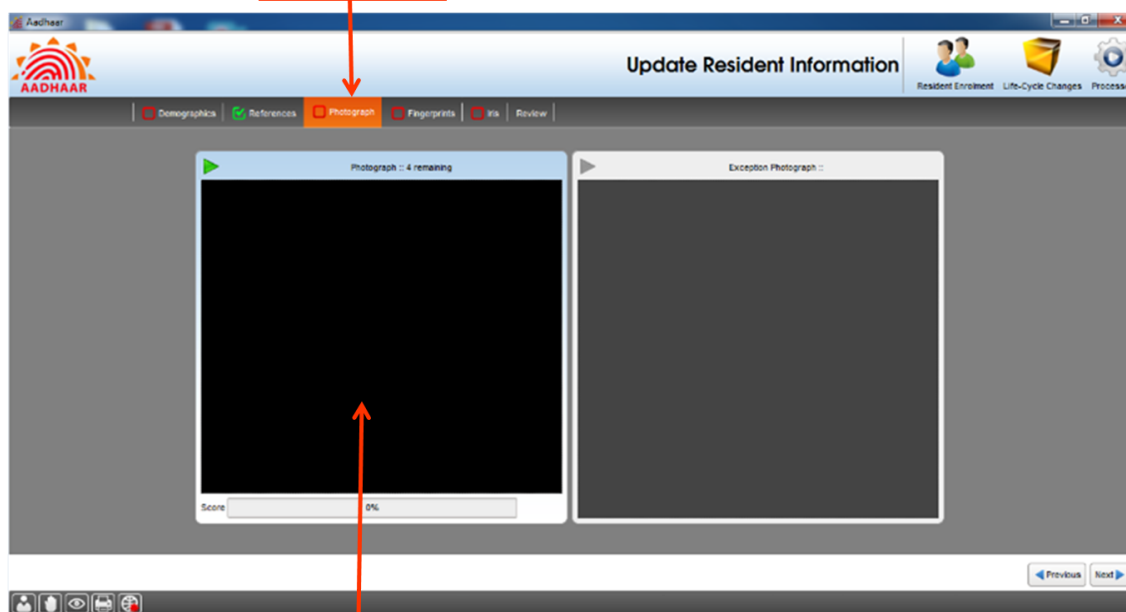 Aadhaar
AADHAAR
Update Resident Information
Resident Enrolment Life-Cycle Changes
Demographics References Photograph Fingerprints Iris Review
Photograph :: 4 remaining
Exception Photograph ::
Score 0%
Previous Next